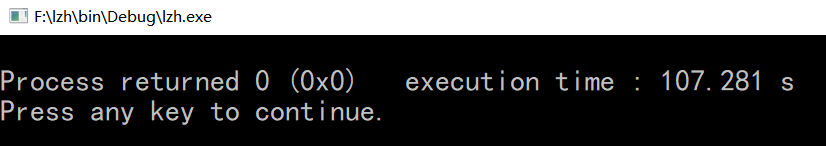 F:\lzh\bin\Debug\lzh.exe
Process returned 0 (0x0)   execution time : 107.281 s
Press any key to continue.